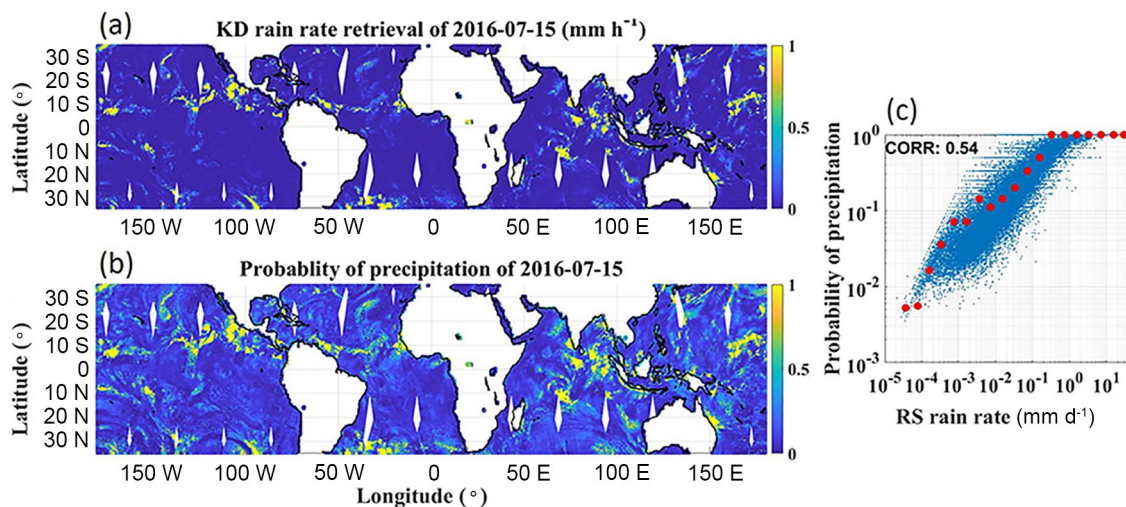 (a)
KD rain rate retrieval of 2016-07-15 (mm h⁻¹)
Latitude (○)
30 S
20 S
10 S
0
10 N
20 N
30 N
150 W
100 W
50 W
0
50 E
100 E
150 E
1
0.5
0
(b)
Probablity of precipitation of 2016-07-15
Latitude (○)
30 S
20 S
10 S
0
10 N
20 N
30 N
150 W
100 W
50 W
0
50 E
100 E
150 E
Longitude (○)
1
0.5
0
(c)
CORR: 0.54
Probability of precipitation
10⁰
10⁻¹
10⁻²
10⁻³
10⁻⁵
10⁻⁴
10⁻³
10⁻²
10⁻¹
10⁰
10¹
RS rain rate (mm d⁻¹)